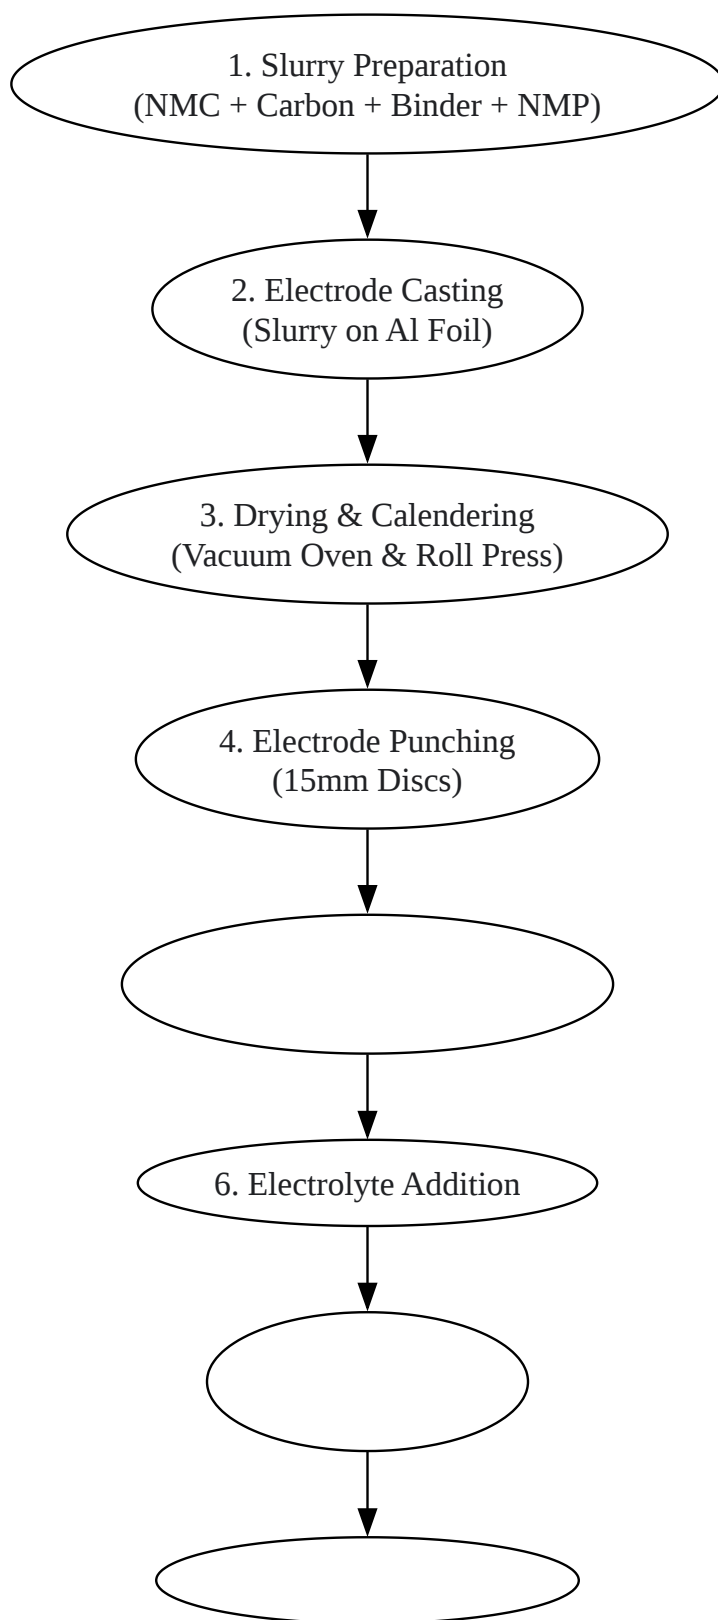 1. Slurry Preparation
(NMC + Carbon + Binder + NMP)
2. Electrode Casting
(Slurry on Al Foil)
3. Drying & Calendering
(Vacuum Oven & Roll Press)
4. Electrode Punching
(15mm Discs)
6. Electrolyte Addition